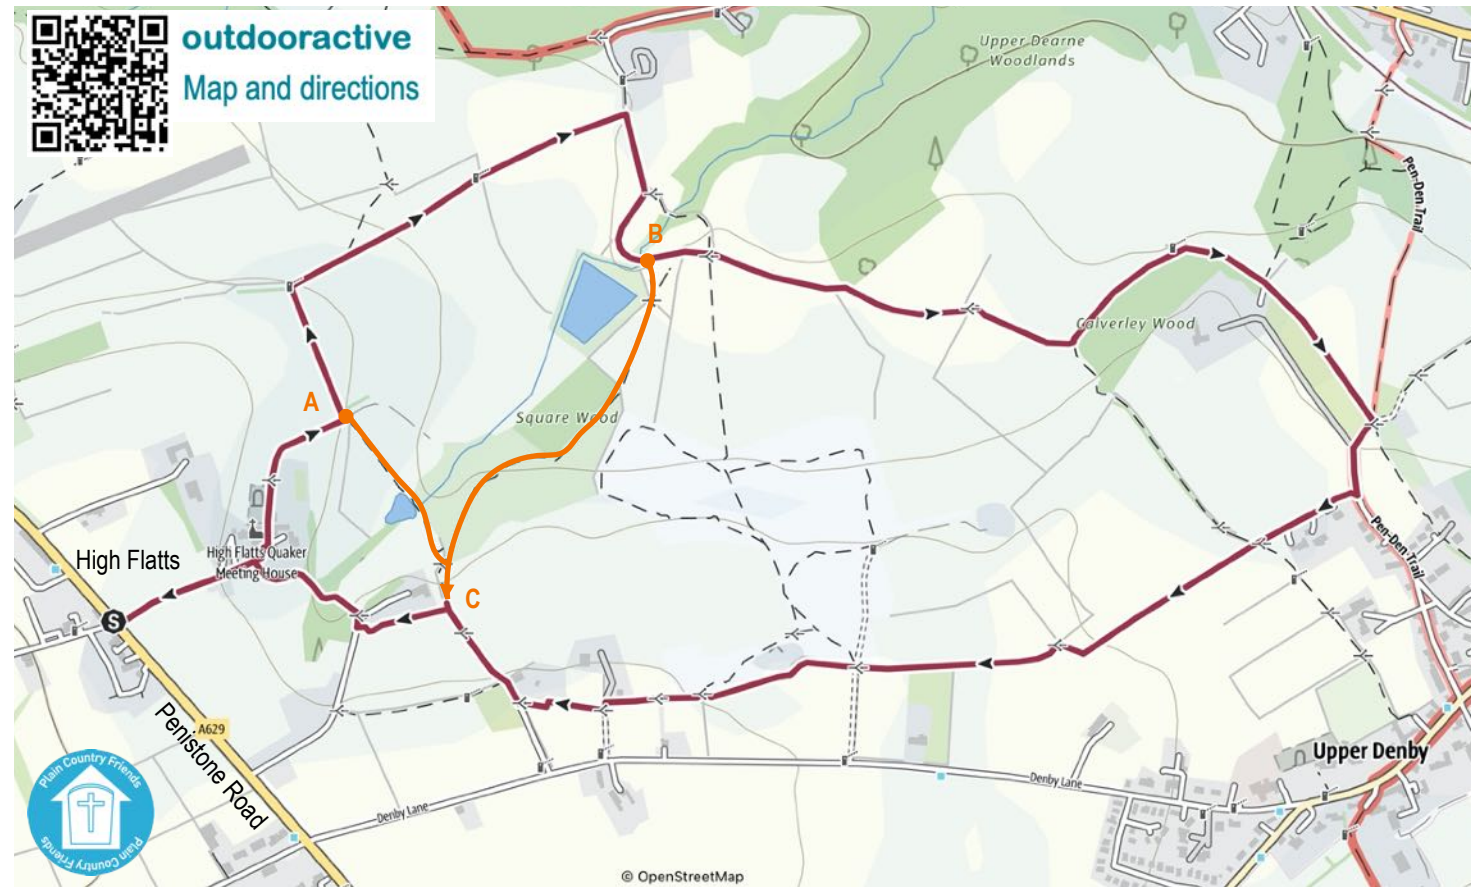 outdooractive
Map and directions
Upper Dearne
Woodlands
Pen-Den Trail
B
Calverley Wood
A
Square Wood
High Flatts
High Flatts Quaker
Meeting House
Pen-Den Trail
C
S
A629
Penistone Road
Upper Denby
Denby Lane
Denby Lane
Plain Country Friends
Plain Country Friends
© OpenStreetMap